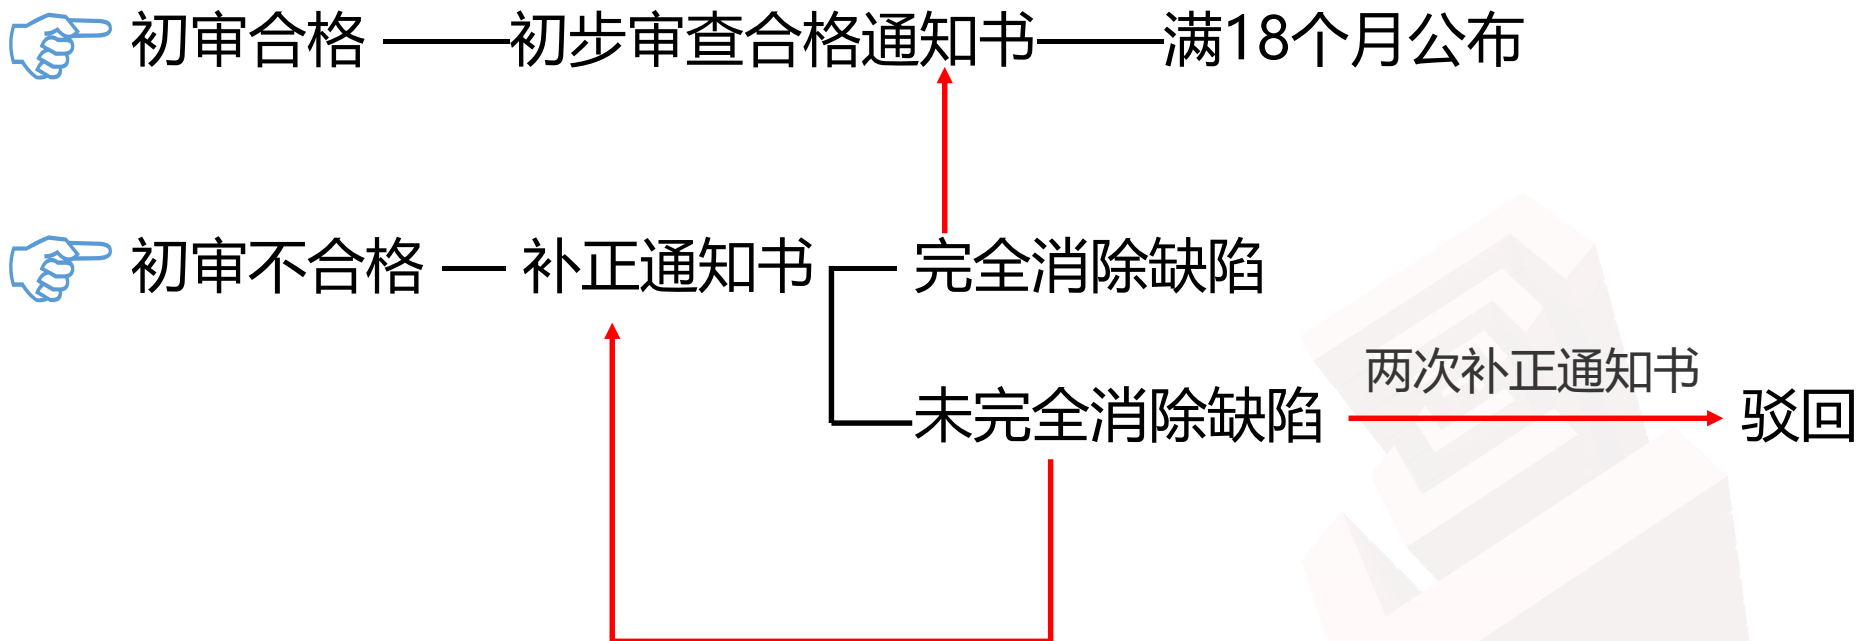 初审合格 初步审查合格通知书 满18个月公布
初审不合格 补正通知书 完全消除缺陷
两次补正通知书
未完全消除缺陷 驳回